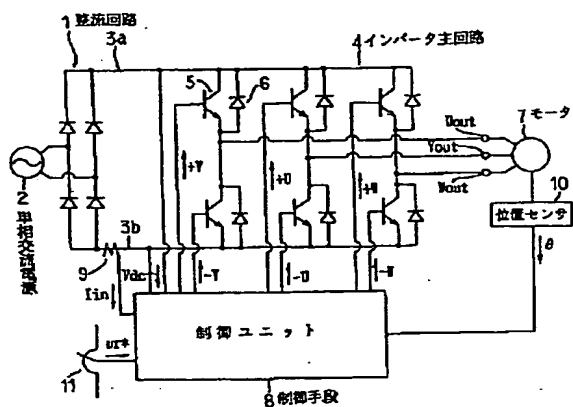 1 整流回路
3a
4 インバータ主回路
5
6
7 モータ
Uout
Vout
Wout
10
位置センサ
θ
2 単相交流電源
+V
+U
+W
3b
9
Iin
Vdc
-V
-U
-W
制御ユニット
ωr*
11
8 制御手段